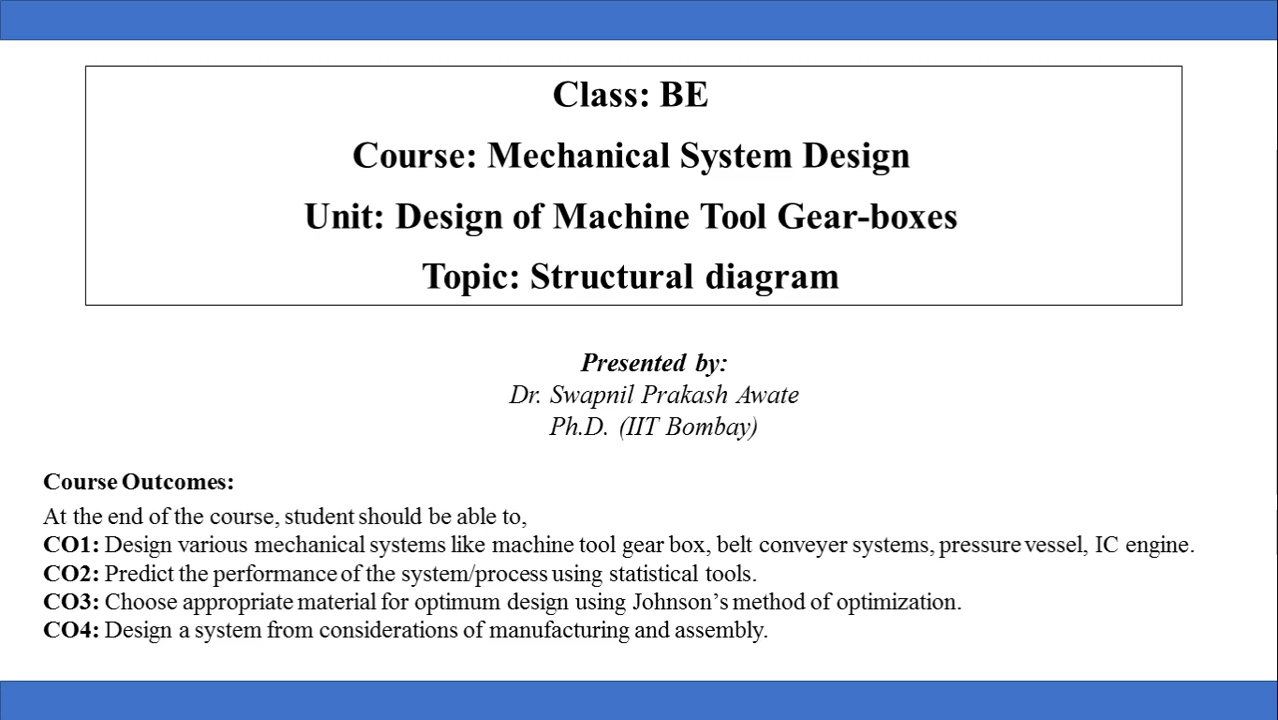 Class: BE
Course: Mechanical System Design
Unit: Design of Machine Tool Gear-boxes
Topic: Structural diagram
Presented by:
Dr. Swapnil Prakash Awate
Ph.D. (IIT Bombay)
Course Outcomes:
At the end of the course, student should be able to,
CO1: Design various mechanical systems like machine tool gear box, belt conveyer systems, pressure vessel, IC engine.
CO2: Predict the performance of the system/process using statistical tools.
CO3: Choose appropriate material for optimum design using Johnson’s method of optimization.
CO4: Design a system from considerations of manufacturing and assembly.